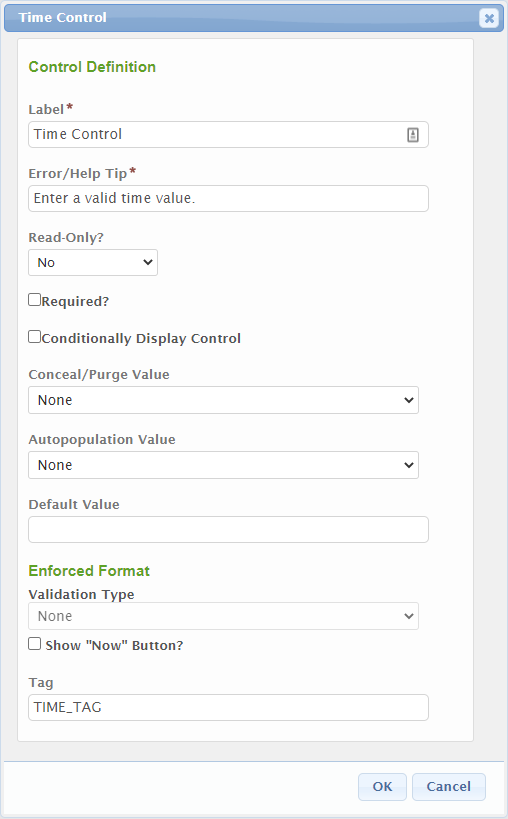 Time Control
Control Definition
Label*
Time Control
Error/Help Tip*
Enter a valid time value.
Read-Only?
No
Required?
Conditionally Display Control
Conceal/Purge Value
None
Autopopulation Value
None
Default Value
Enforced Format
Validation Type
None
Show "Now" Button?
Tag
TIME_TAG
OK Cancel